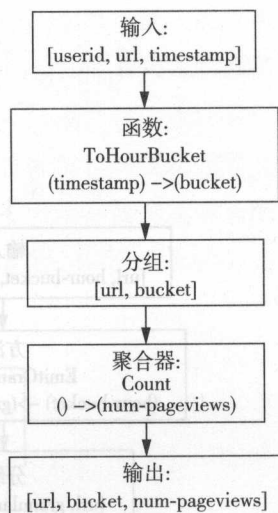 输入:
[userid, url, timestamp]
函数:
ToHourBucket
(timestamp) —>(bucket)
分组:
[url, bucket]
聚合器:
Count
() —>(num-pageviews)
输出:
[url, bucket, num-pageviews]